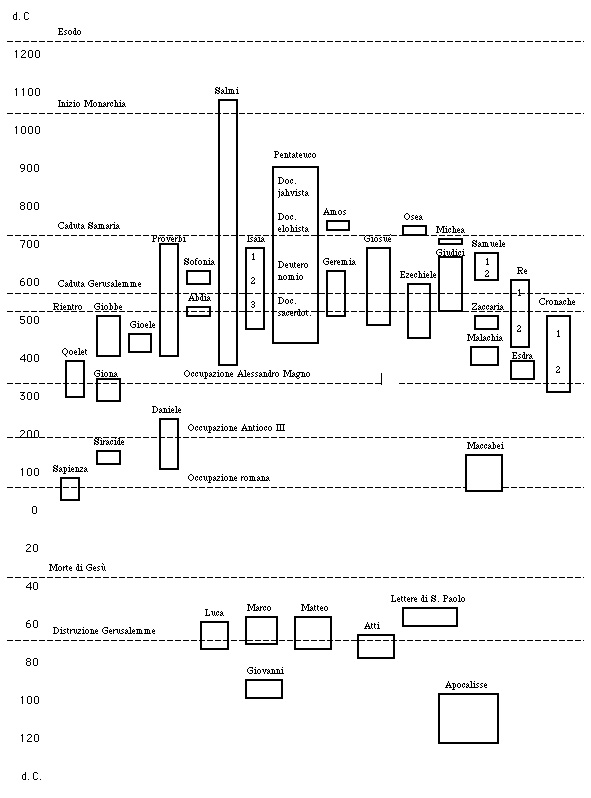 d. C
Esodo
1200
1100
Salmi
Inizio Monarchia
1000
Pentateuco
900
Doc.
jahvista
800
Amos
Osea
Doc.
elohista
Caduta Samaria
Michea
700
Proverbi
Isaia
Giosuè
Samuele
Giudici
1
1
Sofonia
Deutero
nomio
Geremia
2
Re
600
Caduta Gerusalemme
2
Ezechiele
1
Abdia
3
Doc.
sacerdot.
Cronache
Rientro
Giobbe
Zaccaria
500
Gioele
2
1
Malachia
400
Qoelet
Esdra
Giona
Occupazione Alessandro Magno
2
300
Daniele
Occupazione Antioco III
200
Siracide
Maccabei
100
Sapienza
Occupazione romana
0
20
Morte di Gesù
40
Lettere di S. Paolo
Luca
Marco
Matteo
60
Atti
Distruzione Gerusalemme
80
Giovanni
Apocalisse
100
120
d. C.